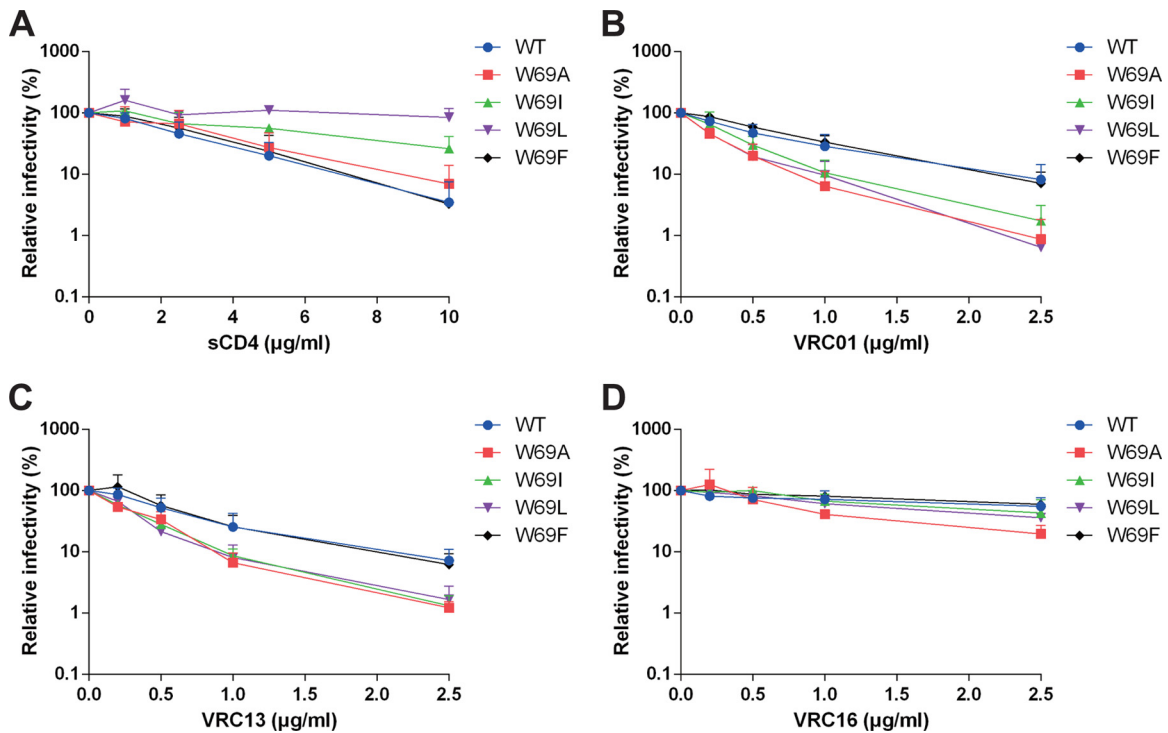 A
Relative infectivity (%)
1000
100
10
1
0.1
0
2
4
6
8
10
sCD4 (µg/ml)
WT
W69A
W69I
W69L
W69F
B
Relative infectivity (%)
1000
100
10
1
0.1
0.0
0.5
1.0
1.5
2.0
2.5
VRC01 (µg/ml)
WT
W69A
W69I
W69L
W69F
C
Relative infectivity (%)
1000
100
10
1
0.1
0.0
0.5
1.0
1.5
2.0
2.5
VRC13 (µg/ml)
WT
W69A
W69I
W69L
W69F
D
Relative infectivity (%)
1000
100
10
1
0.1
0.0
0.5
1.0
1.5
2.0
2.5
VRC16 (µg/ml)
WT
W69A
W69I
W69L
W69F